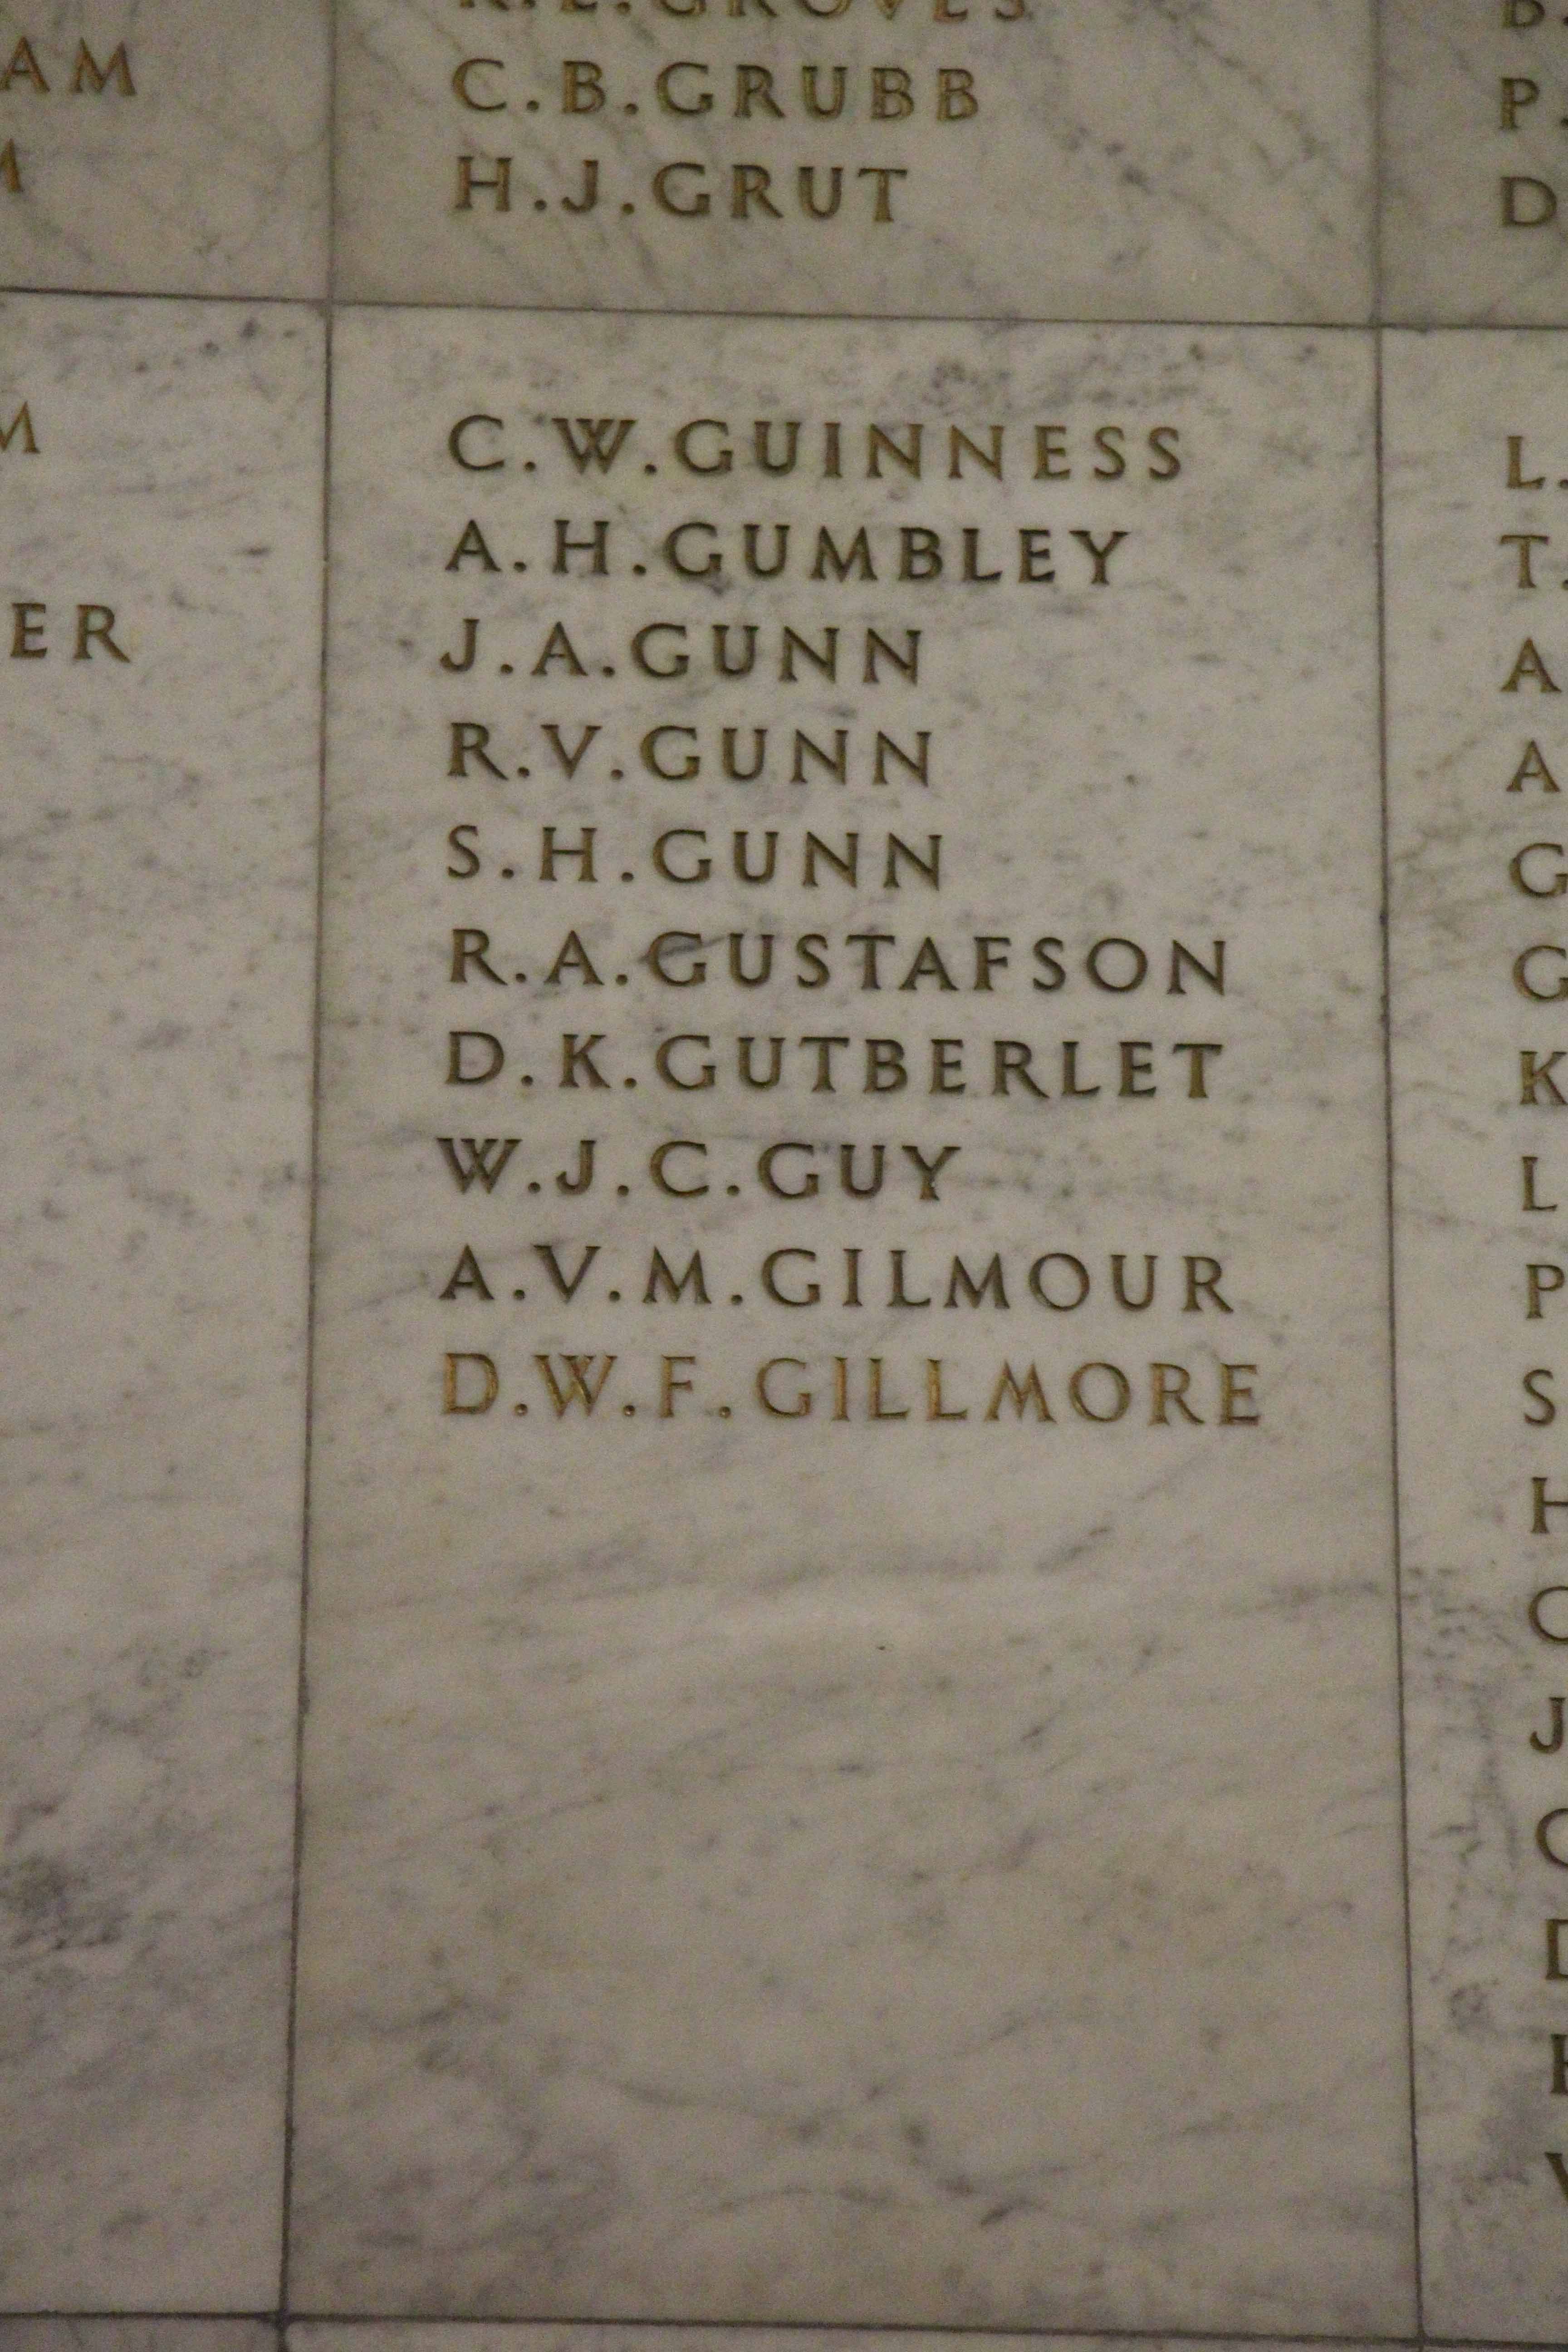 C.B.GRUBB
H.J.GRUT
C.W.GUINNESS
A.H.GUMBLEY
J.A.GUNN
R.V.GUNN
S.H.GUNN
R.A.GUSTAFSON
D.K.GUTBERLET
W.J.C.GUY
A.V.M.GILMOUR
D.W.F.GILLMORE